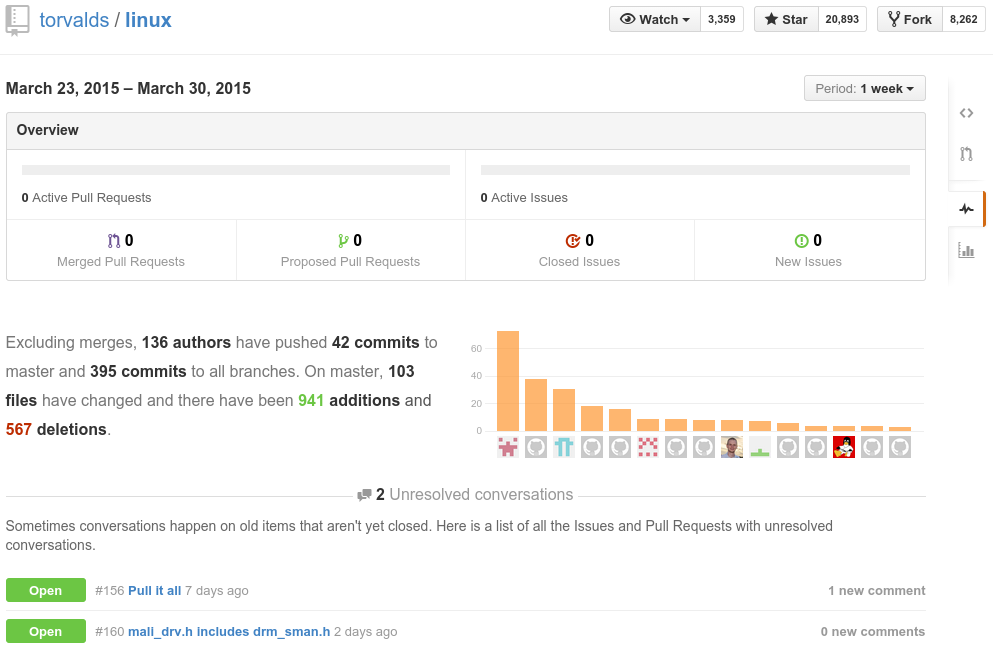 torvalds / linux
Watch 3,359 Star 20,893 Fork 8,262
March 23, 2015 – March 30, 2015
Period: 1 week
Overview
0 Active Pull Requests
0 Active Issues
0
Merged Pull Requests
0
Proposed Pull Requests
0
Closed Issues
0
New Issues
Excluding merges, 136 authors have pushed 42 commits to
master and 395 commits to all branches. On master, 103
files have changed and there have been 941 additions and
567 deletions.
60
40
20
0
2 Unresolved conversations
Sometimes conversations happen on old items that aren't yet closed. Here is a list of all the Issues and Pull Requests with unresolved
conversations.
Open #156 Pull it all 7 days ago 1 new comment
Open #160 mali_drv.h includes drm_sman.h 2 days ago 0 new comments